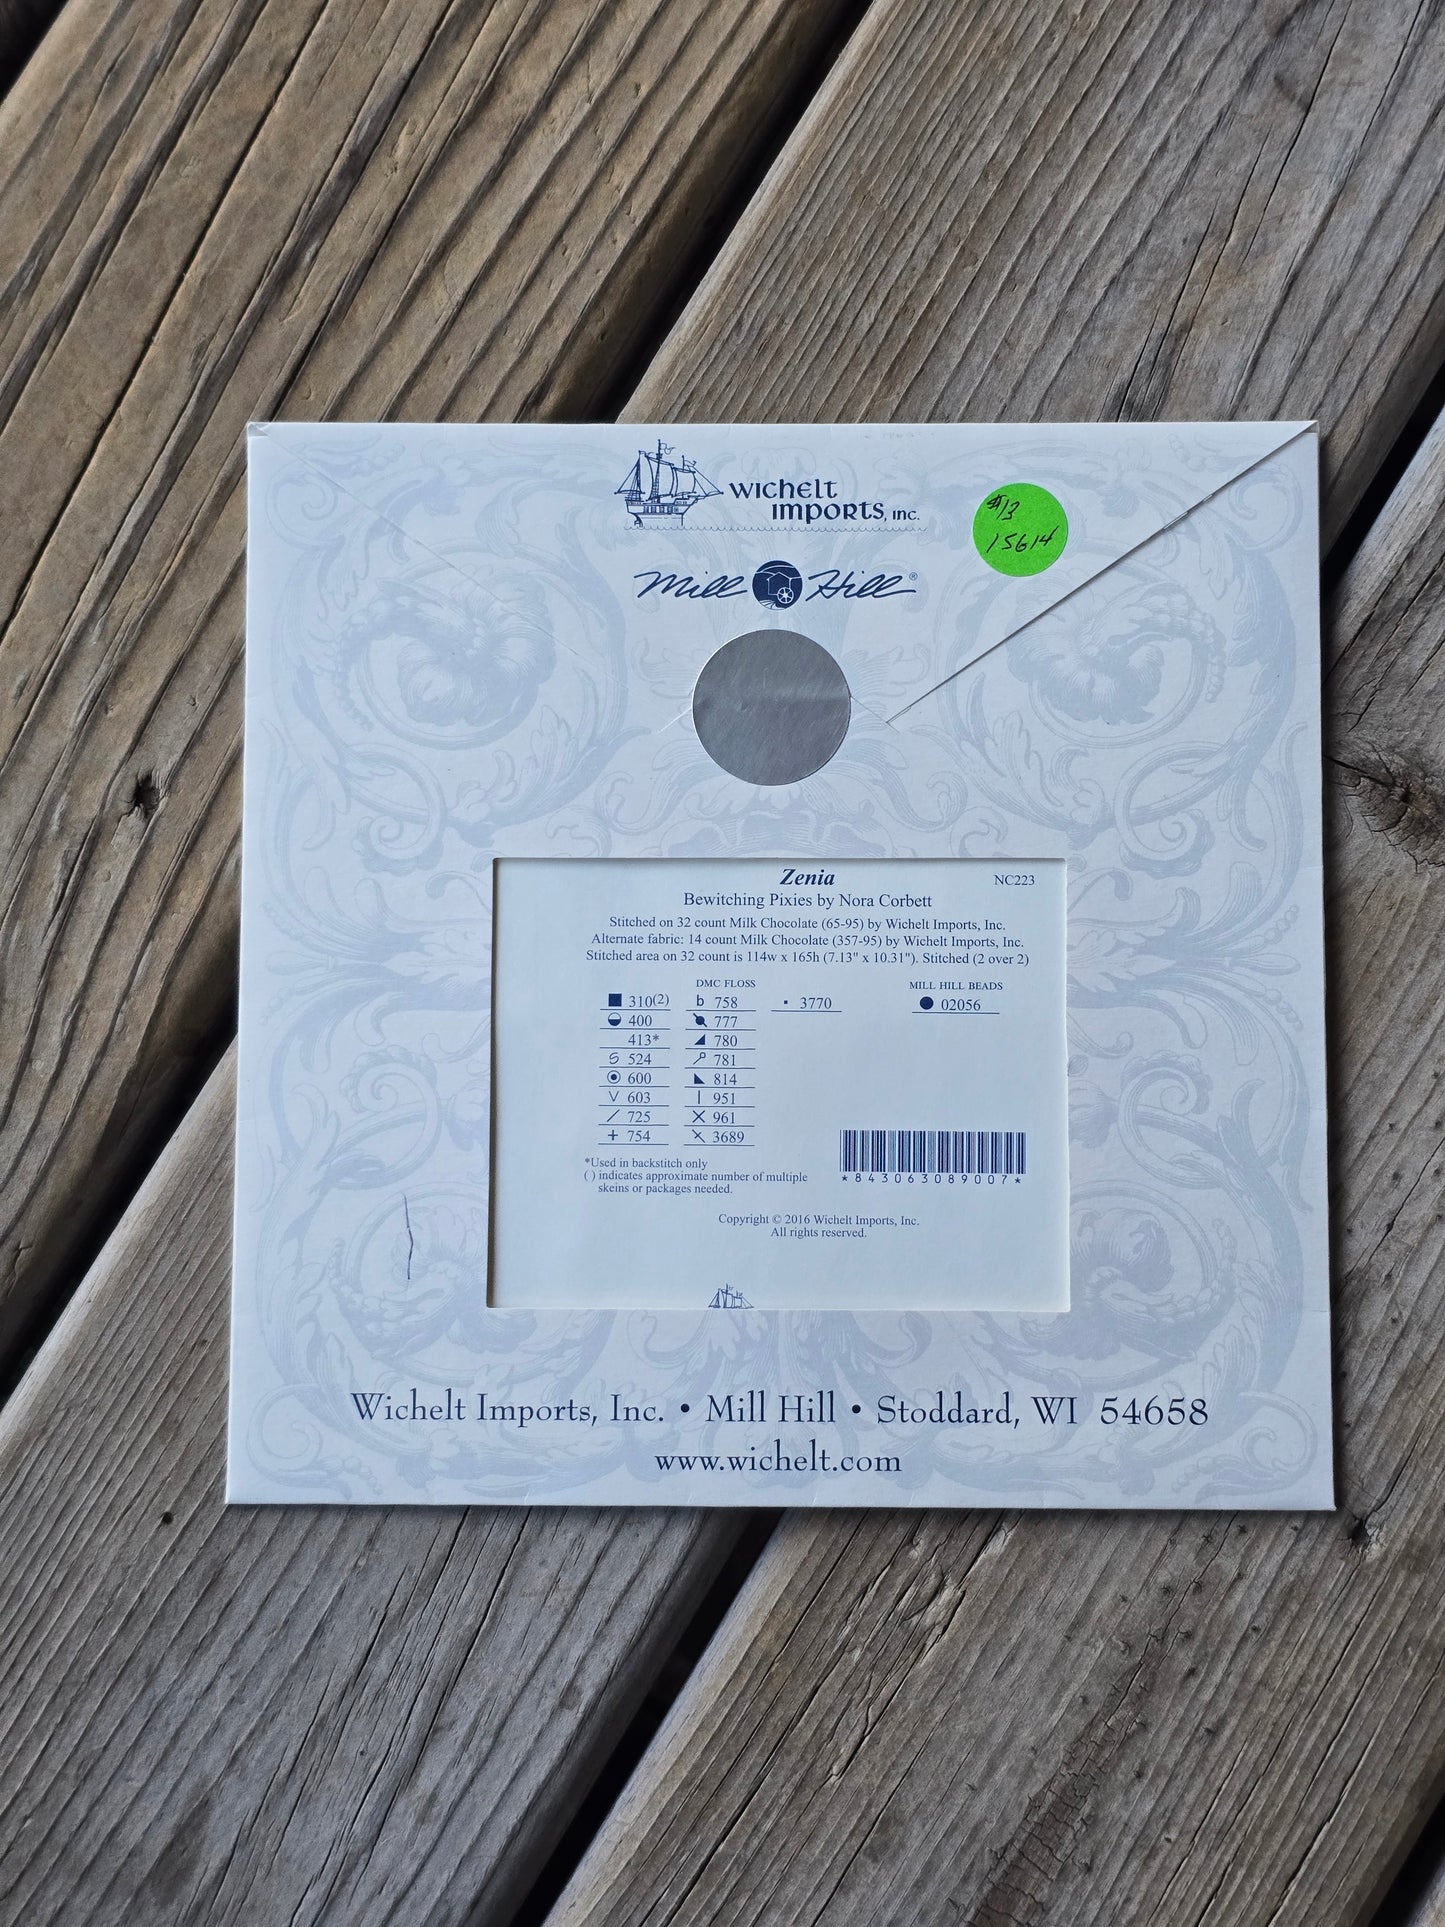 Wichelt
Imports, Inc.
$13
15614
Mill Hill®
Zenia
NC223
Bewitching Pixies by Nora Corbett
Stitched on 32 count Milk Chocolate (65-95) by Wichelt Imports, Inc.
Alternate fabric: 14 count Milk Chocolate (357-95) by Wichelt Imports, Inc.
Stitched area on 32 count is 114w x 165h (7.13" x 10.31"). Stitched (2 over 2)
DMC FLOSS
MILL HILL BEADS
■ 310(2) b 758 ▪ 3770 ● 02056
400 777
413* 780
524 781
600 814
V 603 | 951
/ 725 X 961
+ 754 3689
*Used in backstitch only
( ) indicates approximate number of multiple
skeins or packages needed.
*843063089007*
Copyright © 2016 Wichelt Imports, Inc.
All rights reserved.
Wichelt Imports, Inc. • Mill Hill • Stoddard, WI 54658
www.wichelt.com